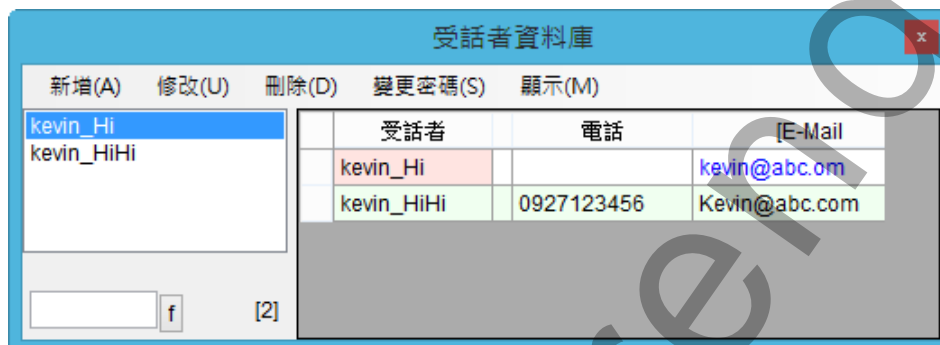 受話者資料庫
x
新增(A) 修改(U) 刪除(D) 變更密碼(S) 顯示(M)
kevin_Hi
kevin_HiHi
受話者 電話 [E-Mail
kevin_Hi kevin@abc.om
kevin_HiHi 0927123456 Kevin@abc.com
f [2]